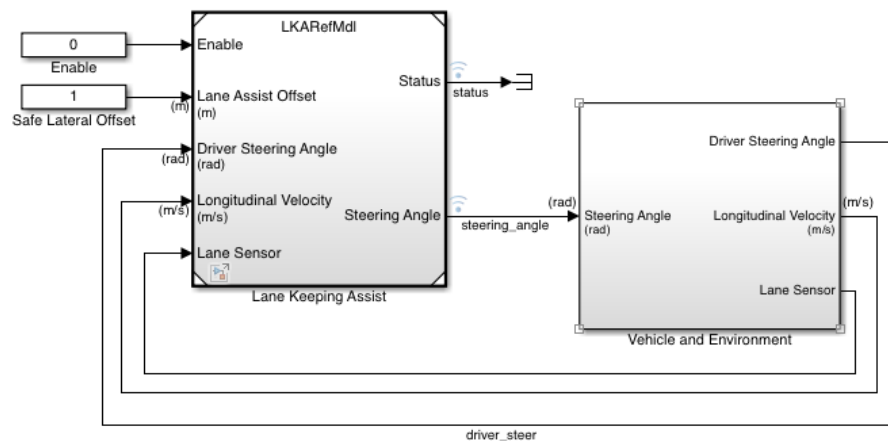 LKARefMdl
0
Enable
Enable
1
Safe Lateral Offset
(m)
Lane Assist Offset
(m)
(rad)
Driver Steering Angle
(rad)
(m/s)
Longitudinal Velocity
(m/s)
Lane Sensor
Status
status
Steering Angle
steering_angle
Lane Keeping Assist
(rad)
Steering Angle
(rad)
Driver Steering Angle
Longitudinal Velocity
(m/s)
(m/s)
Lane Sensor
Vehicle and Environment
driver_steer